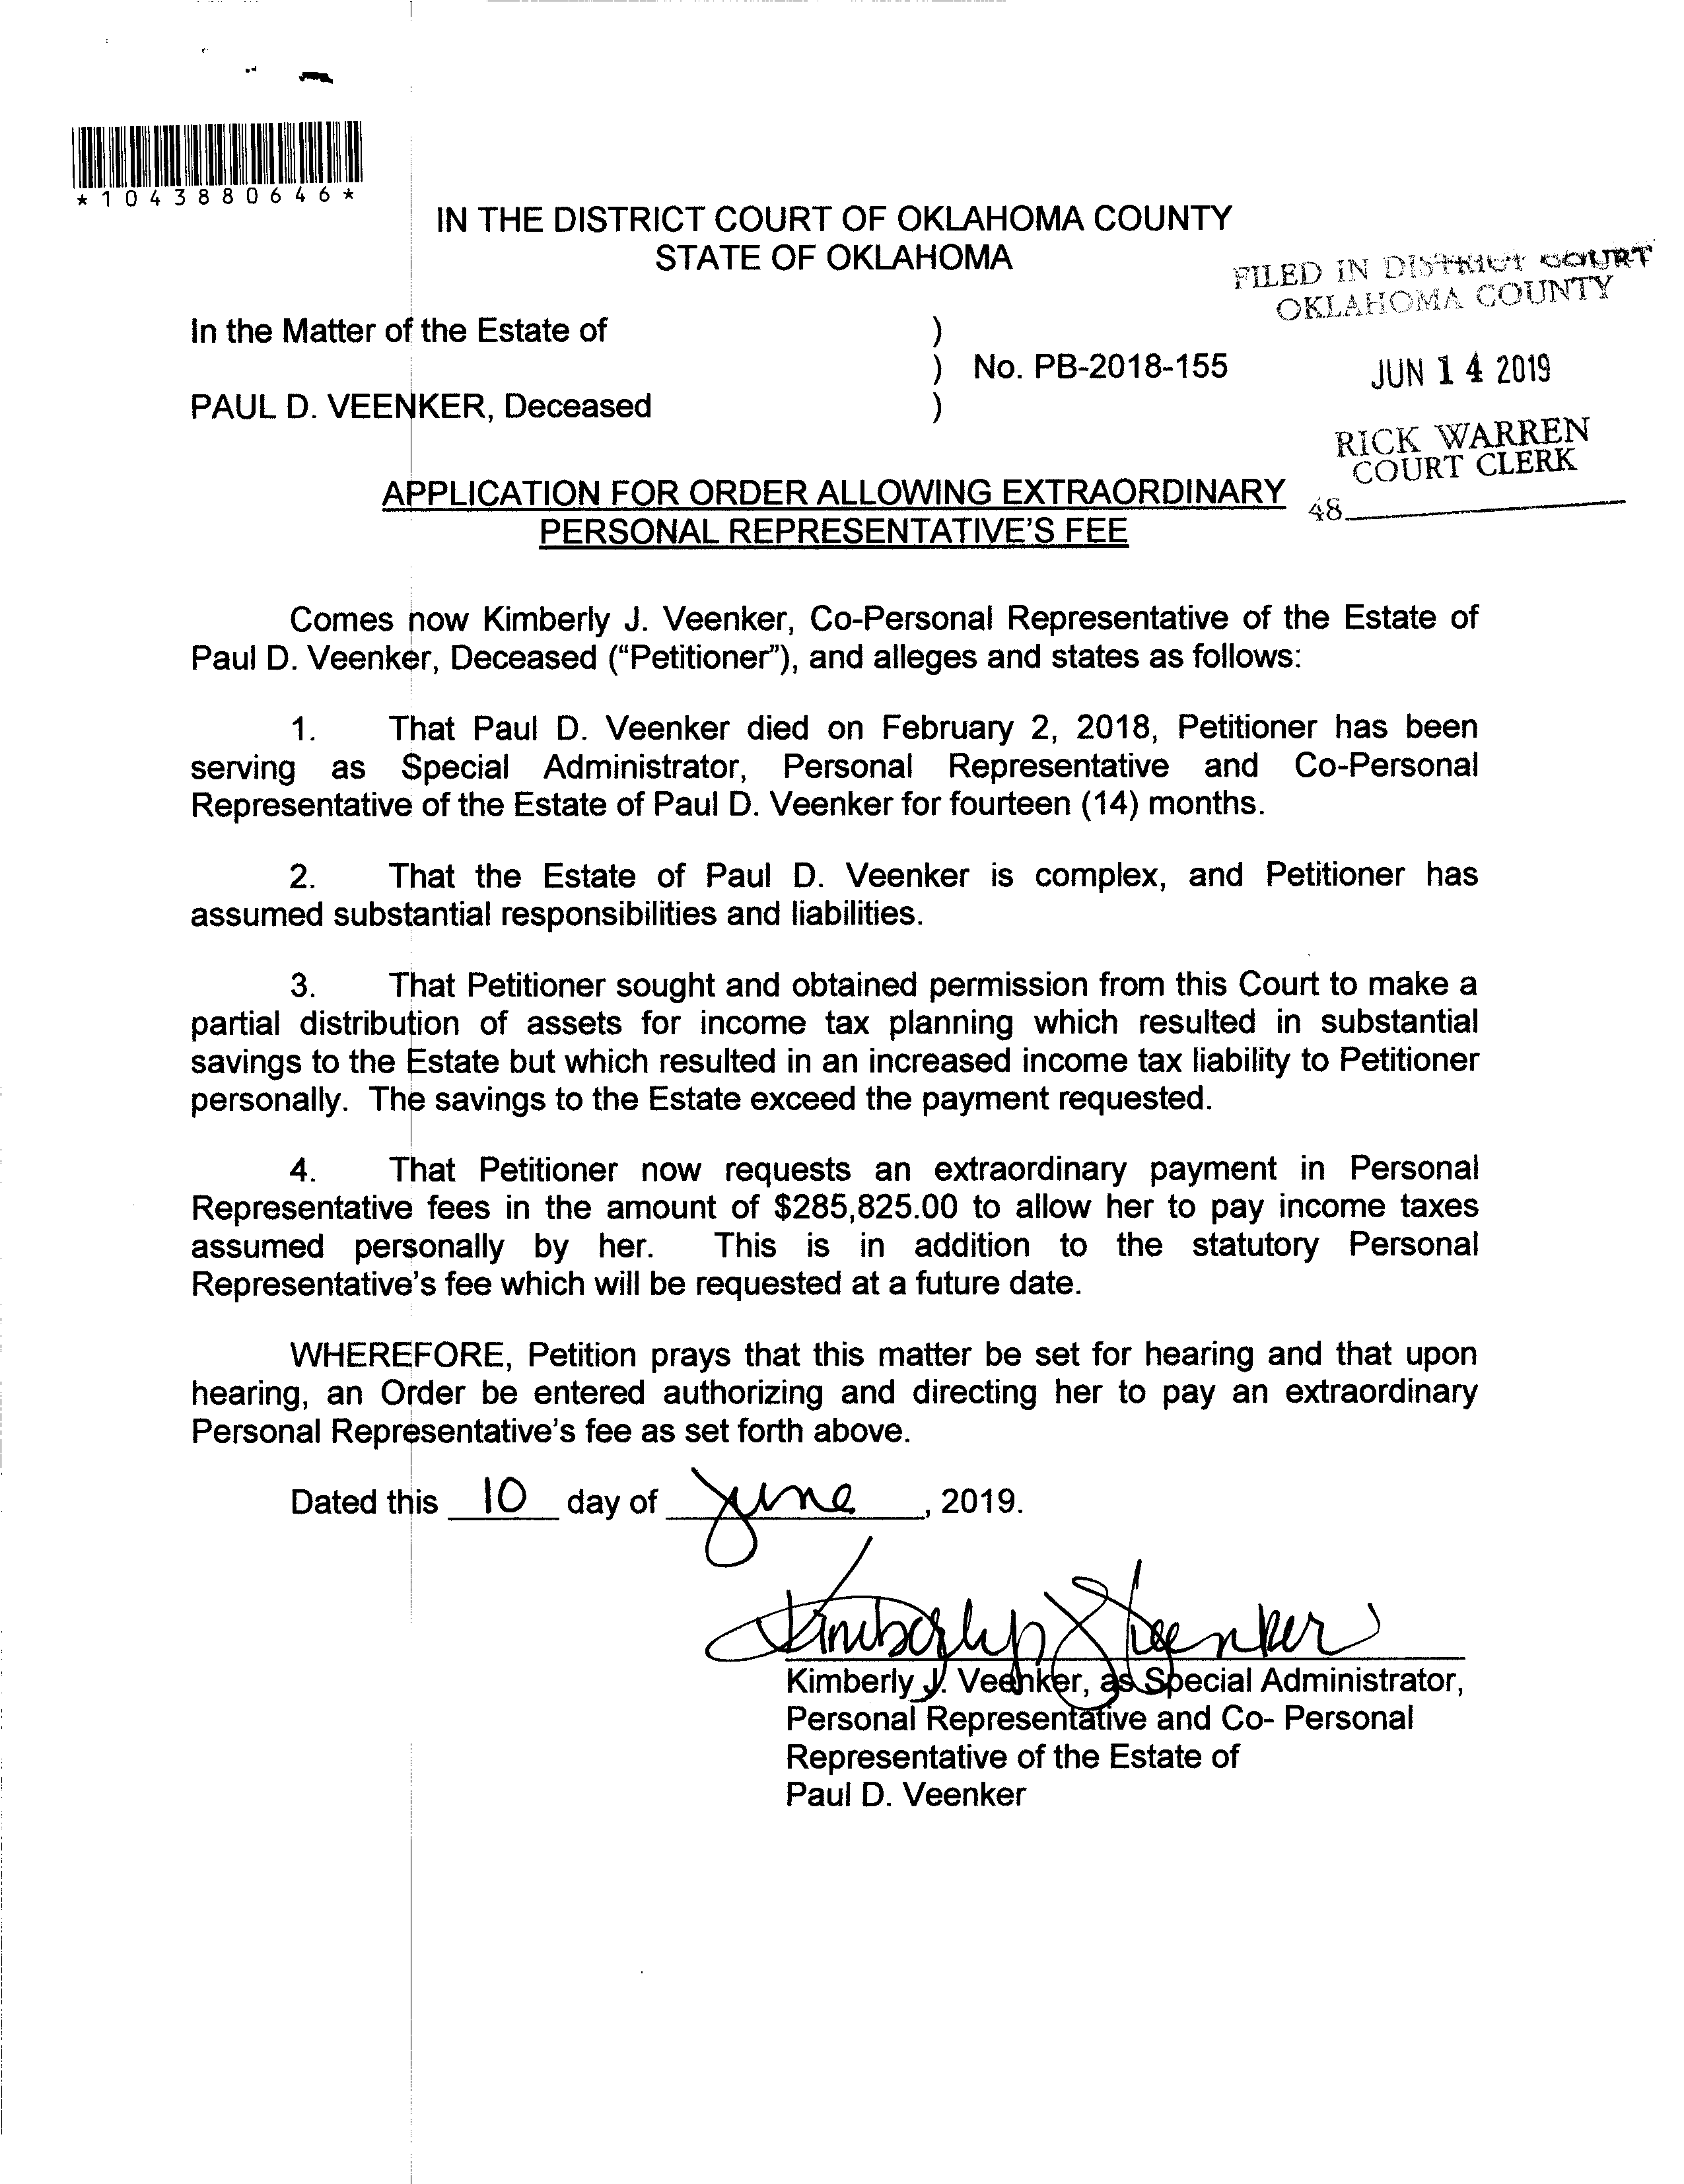 *1043880646*
IN THE DISTRICT COURT OF OKLAHOMA COUNTY
STATE OF OKLAHOMA
FILED IN DISTRICT COURT
OKLAHOMA COUNTY
In the Matter of the Estate of )
) No. PB-2018-155
JUN 14 2019
PAUL D. VEENKER, Deceased )
RICK WARREN
COURT CLERK
48
APPLICATION FOR ORDER ALLOWING EXTRAORDINARY
PERSONAL REPRESENTATIVE'S FEE
Comes now Kimberly J. Veenker, Co-Personal Representative of the Estate of
Paul D. Veenker, Deceased ("Petitioner"), and alleges and states as follows:
1. That Paul D. Veenker died on February 2, 2018, Petitioner has been
serving as Special Administrator, Personal Representative and Co-Personal
Representative of the Estate of Paul D. Veenker for fourteen (14) months.
2. That the Estate of Paul D. Veenker is complex, and Petitioner has
assumed substantial responsibilities and liabilities.
3. That Petitioner sought and obtained permission from this Court to make a
partial distribution of assets for income tax planning which resulted in substantial
savings to the Estate but which resulted in an increased income tax liability to Petitioner
personally. The savings to the Estate exceed the payment requested.
4. That Petitioner now requests an extraordinary payment in Personal
Representative fees in the amount of $285,825.00 to allow her to pay income taxes
assumed personally by her. This is in addition to the statutory Personal
Representative's fee which will be requested at a future date.
WHEREFORE, Petition prays that this matter be set for hearing and that upon
hearing, an Order be entered authorizing and directing her to pay an extraordinary
Personal Representative's fee as set forth above.
Dated this 10 day of June, 2019.
Kimberly J Veenker
Kimberly J. Veenker, as Special Administrator,
Personal Representative and Co- Personal
Representative of the Estate of
Paul D. Veenker